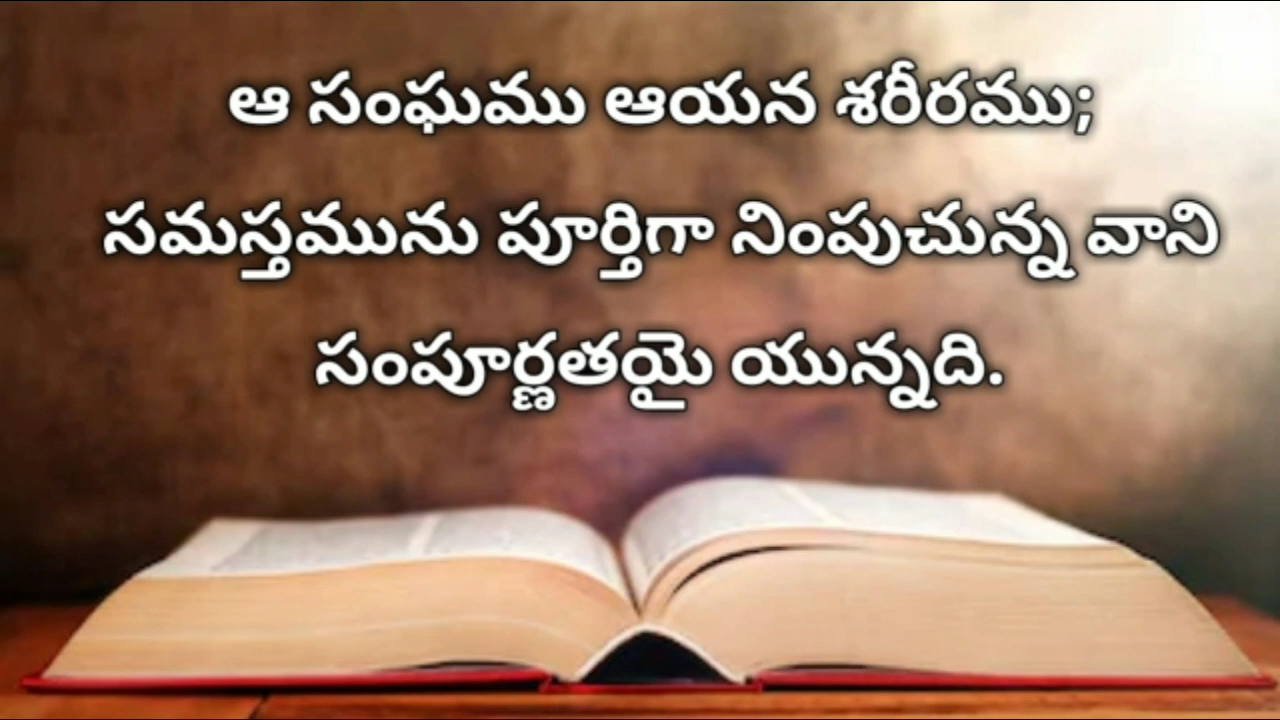 ఆ సంఘము ఆయన శరీరము;
సమస్తమును పూర్తిగా నింపుచున్న వాని
సంపూర్ణతయై యున్నది.